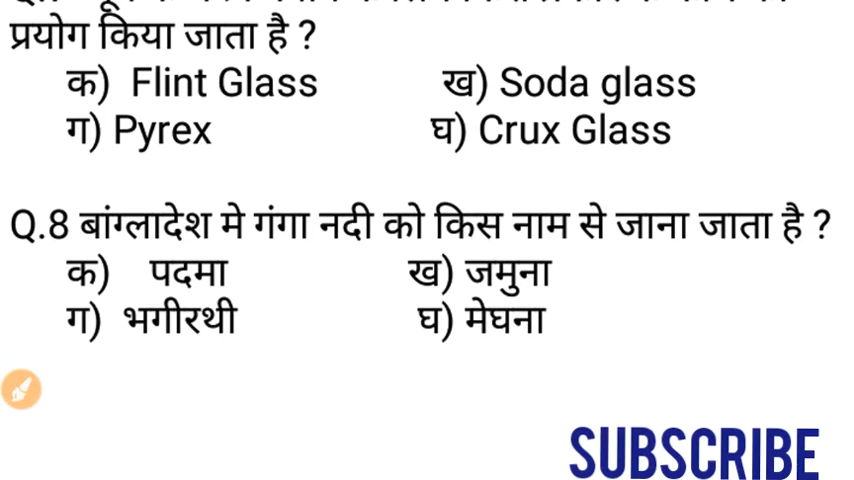 प्रयोग किया जाता है ?
क) Flint Glass ख) Soda glass
ग) Pyrex घ) Crux Glass
Q.8 बांग्लादेश मे गंगा नदी को किस नाम से जाना जाता है ?
क) पदमा ख) जमुना
ग) भगीरथी घ) मेघना
SUBSCRIBE